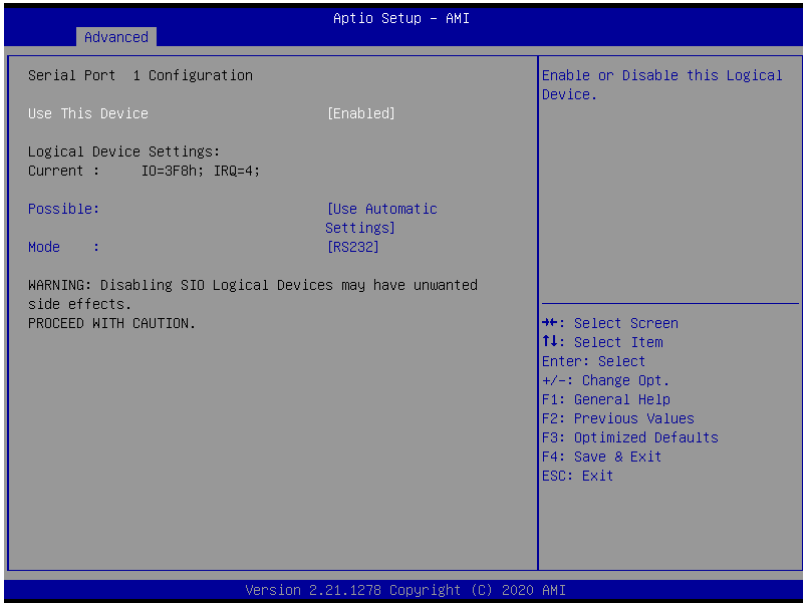 Aptio Setup – AMI
Advanced
Serial Port  1 Configuration
Use This Device [Enabled]
Logical Device Settings:
Current : IO=3F8h; IRQ=4;
Possible: [Use Automatic
Settings]
Mode : [RS232]
WARNING: Disabling SIO Logical Devices may have unwanted
side effects.
PROCEED WITH CAUTION.
Enable or Disable this Logical
Device.
→←: Select Screen
↑↓: Select Item
Enter: Select
+/-: Change Opt.
F1: General Help
F2: Previous Values
F3: Optimized Defaults
F4: Save & Exit
ESC: Exit
Version 2.21.1278 Copyright (C) 2020 AMI